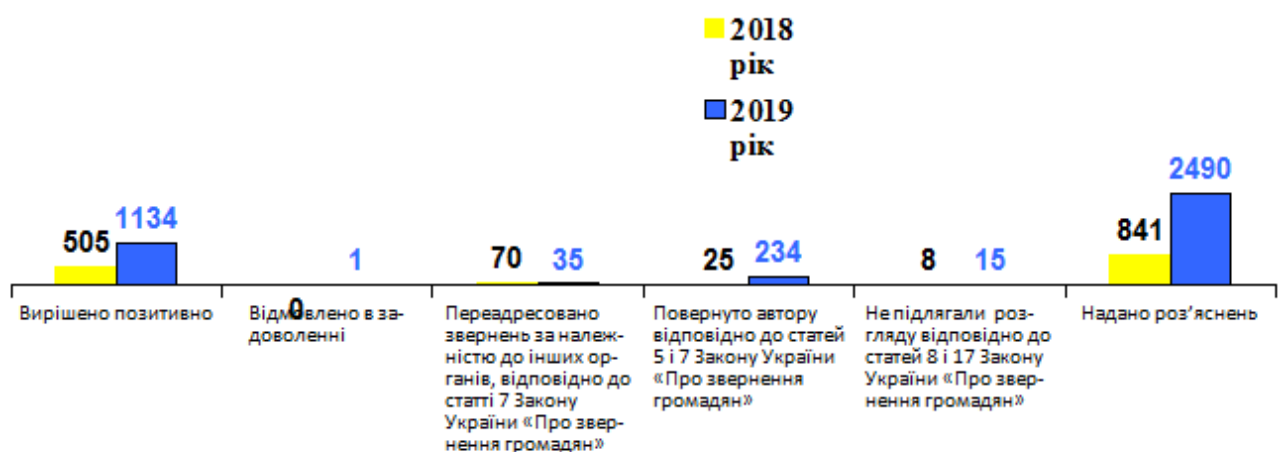 2018
рік
2019
рік
505
1134
0
1
70
35
25
234
8
15
841
2490
Вирішено позитивно
Відмовлено в за-
доволенні
Переадресовано
звернень за належ-
ністю до інших ор-
ганів, відповідно до
статті 7 Закону
України «Про звер-
нення громадян»
Повернуто автору
відповідно до статей
5 і 7 Закону України
«Про звернення
громадян»
Не підлягали роз-
гляду відповідно до
статей 8 і 17 Закону
України «Про звер-
нення громадян»
Надано роз’яснень